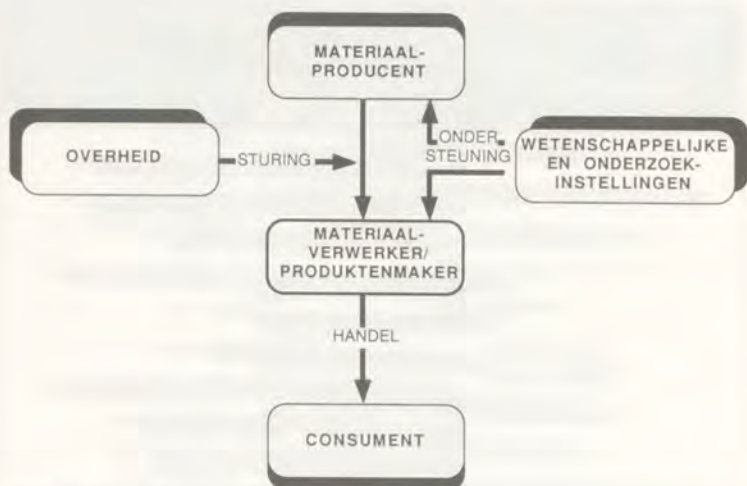 MATERIAAL-
PRODUCENT
OVERHEID
STURING
ONDER
STEUNING
WETENSCHAPPELIJKE
EN ONDERZOEK-
INSTELLINGEN
MATERIAAL-
VERWERKER/
PRODUKTENMAKER
HANDEL
CONSUMENT